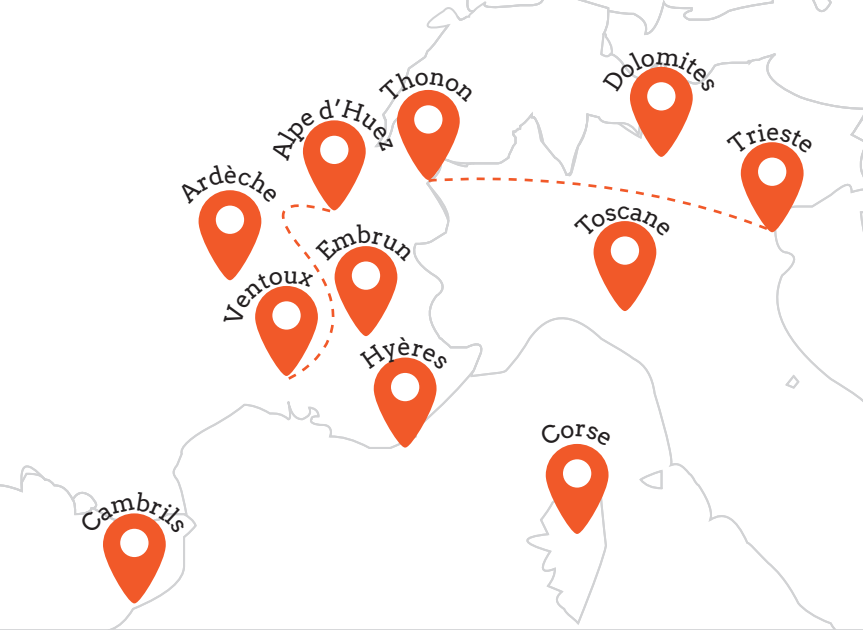 Dolomites
Thonon
Alpe d'Huez
Trieste
Ardèche
Toscane
Embrun
Ventoux
Hyères
Corse
Cambrils